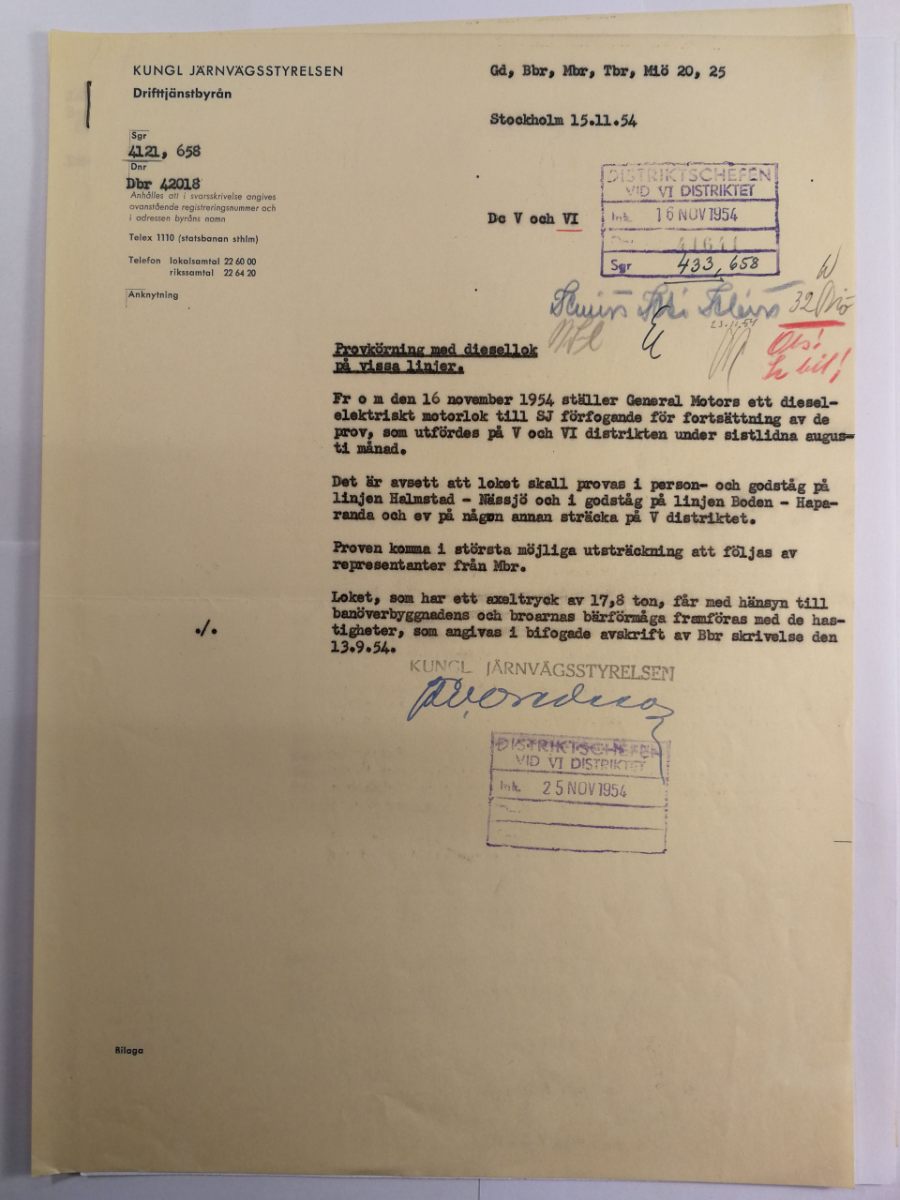 KUNGL JÄRNVÄGSSTYRELSEN
Drifttjänstbyrån
Gd, Bbr, Mbr, Tbr, Miö 20, 25
Stockholm 15.11.54
Sgr
4121, 658
Dnr
Dbr 42018
Anhålles att i svarsskrivelse angives
ovanstående registreringsnummer och
i adressen byråns namn
Telex 1110 (statsbanan sthlm)
Telefon lokalsamtal 22 60 00
rikssamtal 22 64 20
Anknytning
Dc V och VI
DISTRIKTSCHEFEN
VID VI DISTRIKTET
Ink. 16 NOV 1954
Dnr 41641
Sgr 433, 658
32
23.11.54
Obs!
Provkörning med diesellok
på vissa linjer.
Fr o m den 16 november 1954 ställer General Motors ett diesel-
elektriskt motorlok till SJ förfogande för fortsättning av de
prov, som utfördes på V och VI distrikten under sistlidna augus-
ti månad.
Det är avsett att loket skall provas i person- och godståg på
linjen Halmstad - Nässjö och i godståg på linjen Boden - Hapa-
randa och ev på någon annan sträcka på V distriktet.
Proven komma i största möjliga utsträckning att följas av
representanter från Mbr.
Loket, som har ett axeltryck av 17,8 ton, får med hänsyn till
banöverbyggnadens och broarnas bärförmåga framföras med de has-
./. tigheter, som angivas i bifogade avskrift av Bbr skrivelse den
13.9.54.
KUNGL JÄRNVÄGSSTYRELSEN
DISTRIKTSCHEFEN
VID VI DISTRIKTET
Ink. 25 NOV 1954
Bilaga